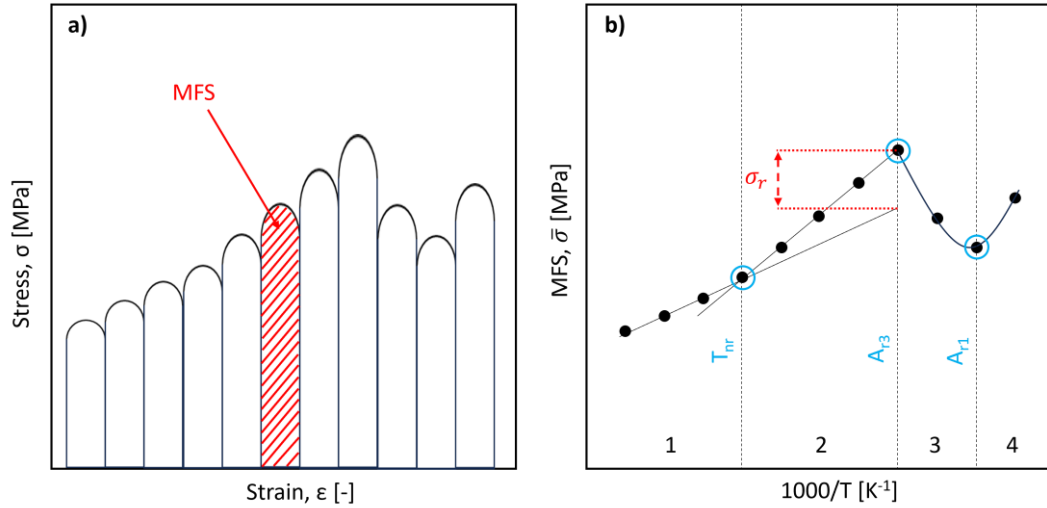 a)
MFS
Stress, σ [MPa]
Strain, ε [-]
b)
σr
MFS, σ̄ [MPa]
Tnr
Ar3
Ar1
1 2 3 4
1000/T [K⁻¹]